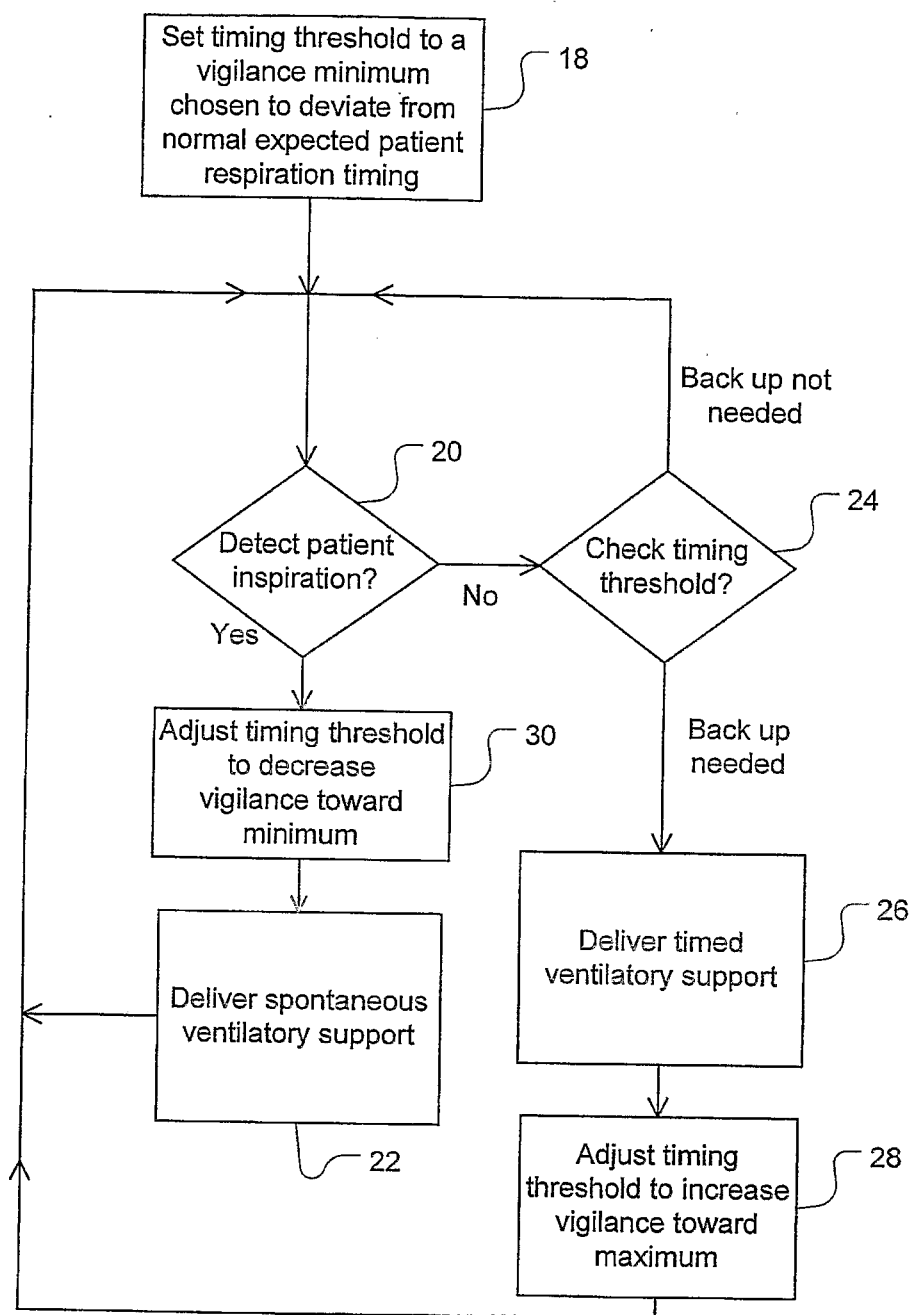 Set timing threshold to a
vigilance minimum
chosen to deviate from
normal expected patient
respiration timing
18
Back up not
needed
20
24
Detect patient
inspiration?
Check timing
threshold?
No
Yes
Adjust timing threshold
to decrease
vigilance toward
minimum
30
Back up
needed
Deliver timed
ventilatory support
26
Deliver spontaneous
ventilatory support
22
Adjust timing
threshold to increase
vigilance toward
maximum
28